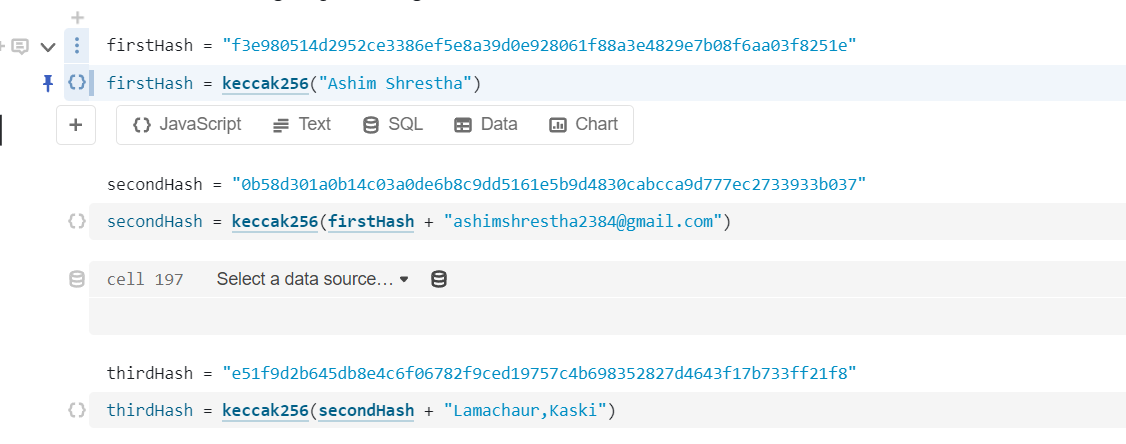 firstHash = "f3e980514d2952ce3386ef5e8a39d0e928061f88a3e4829e7b08f6aa03f8251e"
firstHash = keccak256("Ashim Shrestha")
JavaScript Text SQL Data Chart
secondHash = "0b58d301a0b14c03a0de6b8c9dd5161e5b9d4830cabcca9d777ec2733933b037"
secondHash = keccak256(firstHash + "ashimshrestha2384@gmail.com")
cell 197 Select a data source...
thirdHash = "e51f9d2b645db8e4c6f06782f9ced19757c4b698352827d4643f17b733ff21f8"
thirdHash = keccak256(secondHash + "Lamachaur,Kaski")